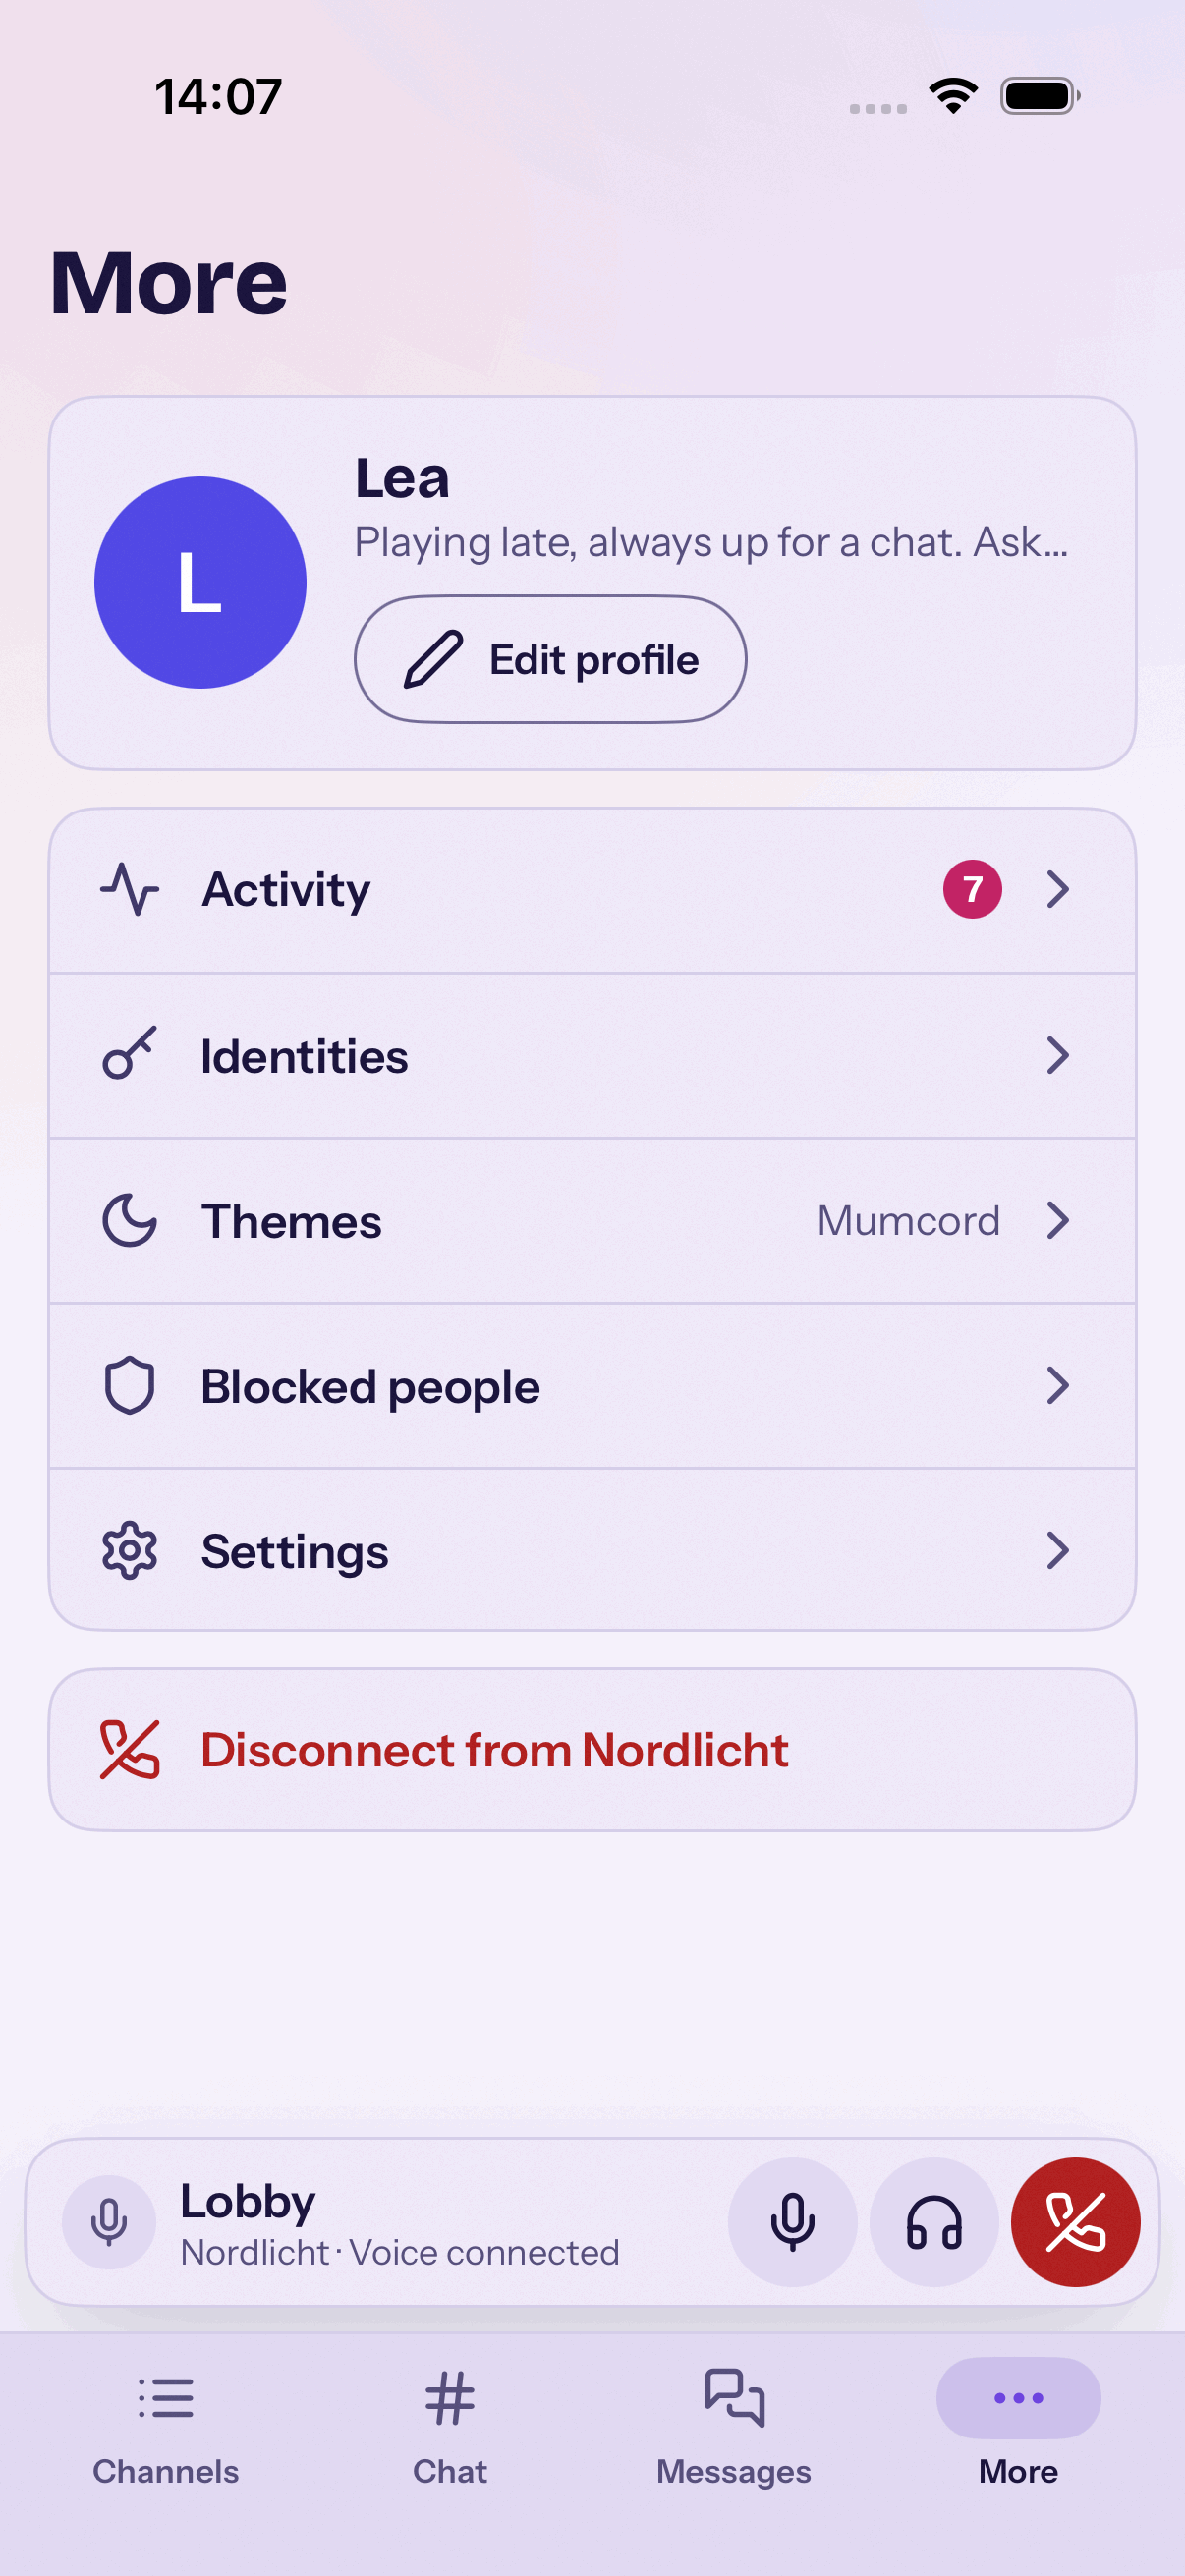 14:07
More
L
Lea
Playing late, always up for a chat. Ask...
Edit profile
Activity
7
Identities
Themes
Mumcord
Blocked people
Settings
Disconnect from Nordlicht
Lobby
Nordlicht · Voice connected
Channels
Chat
Messages
More